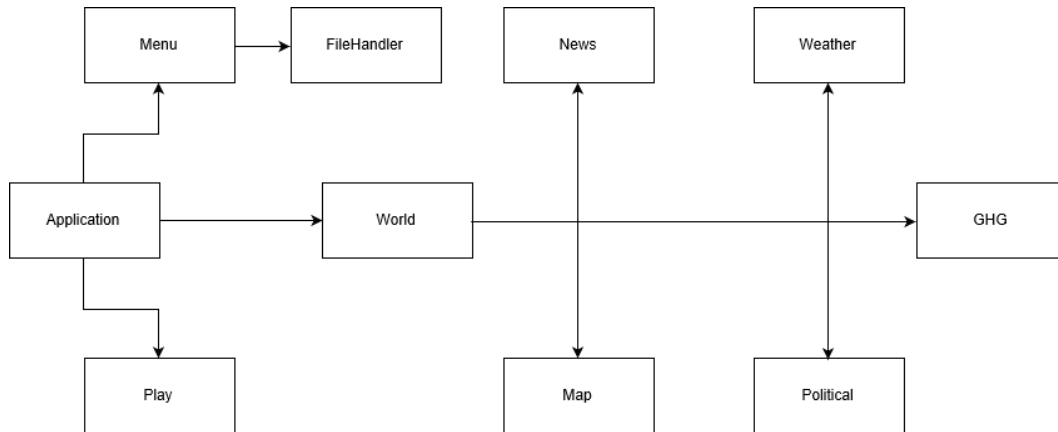 Menu
FileHandler
News
Weather
Application
World
GHG
Play
Map
Political